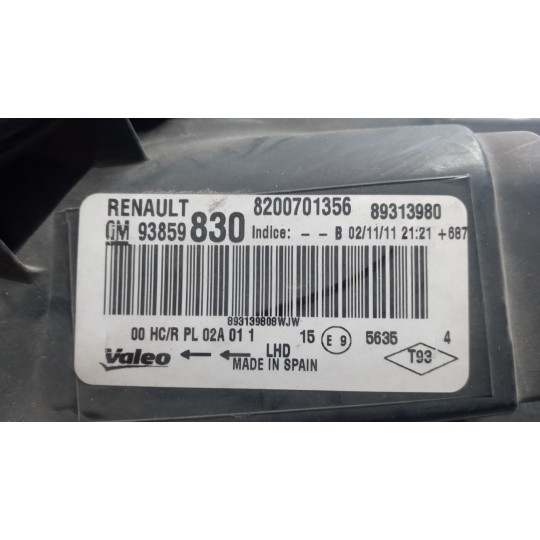 RENAULT 8200701356 89313980
GM 93859 830 Indice: - - B 02/11/11 21:21 +687
893139808WJW
00 HC/R PL 02A 01 1 15 E 9 5635 4
Valeo LHD T93
MADE IN SPAIN